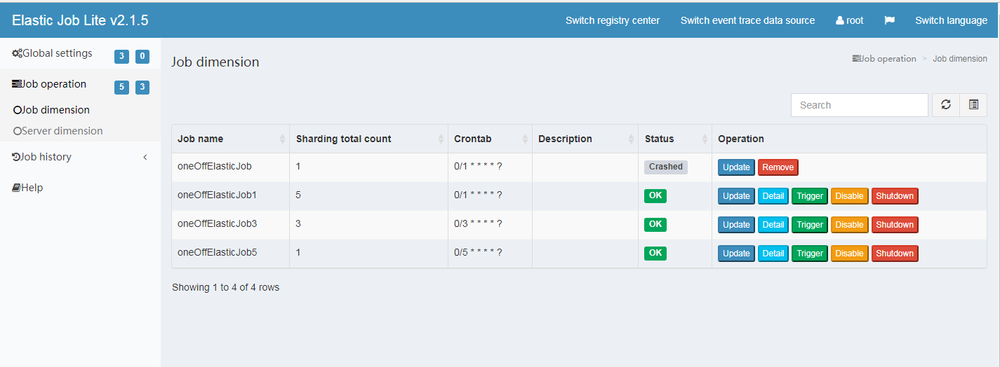 Elastic Job Lite v2.1.5 Switch registry center Switch event trace data source root Switch language
Global settings 3 0
Job operation 5 3
Job dimension
Server dimension
Job history
Help
Job dimension
Job operation > Job dimension
Search
Job name Sharding total count Crontab Description Status Operation
oneOffElasticJob 1 0/1 * * * * ? Crashed Update Remove
oneOffElasticJob1 5 0/1 * * * * ? OK Update Detail Trigger Disable Shutdown
oneOffElasticJob3 3 0/3 * * * * ? OK Update Detail Trigger Disable Shutdown
oneOffElasticJob5 1 0/5 * * * * ? OK Update Detail Trigger Disable Shutdown
Showing 1 to 4 of 4 rows